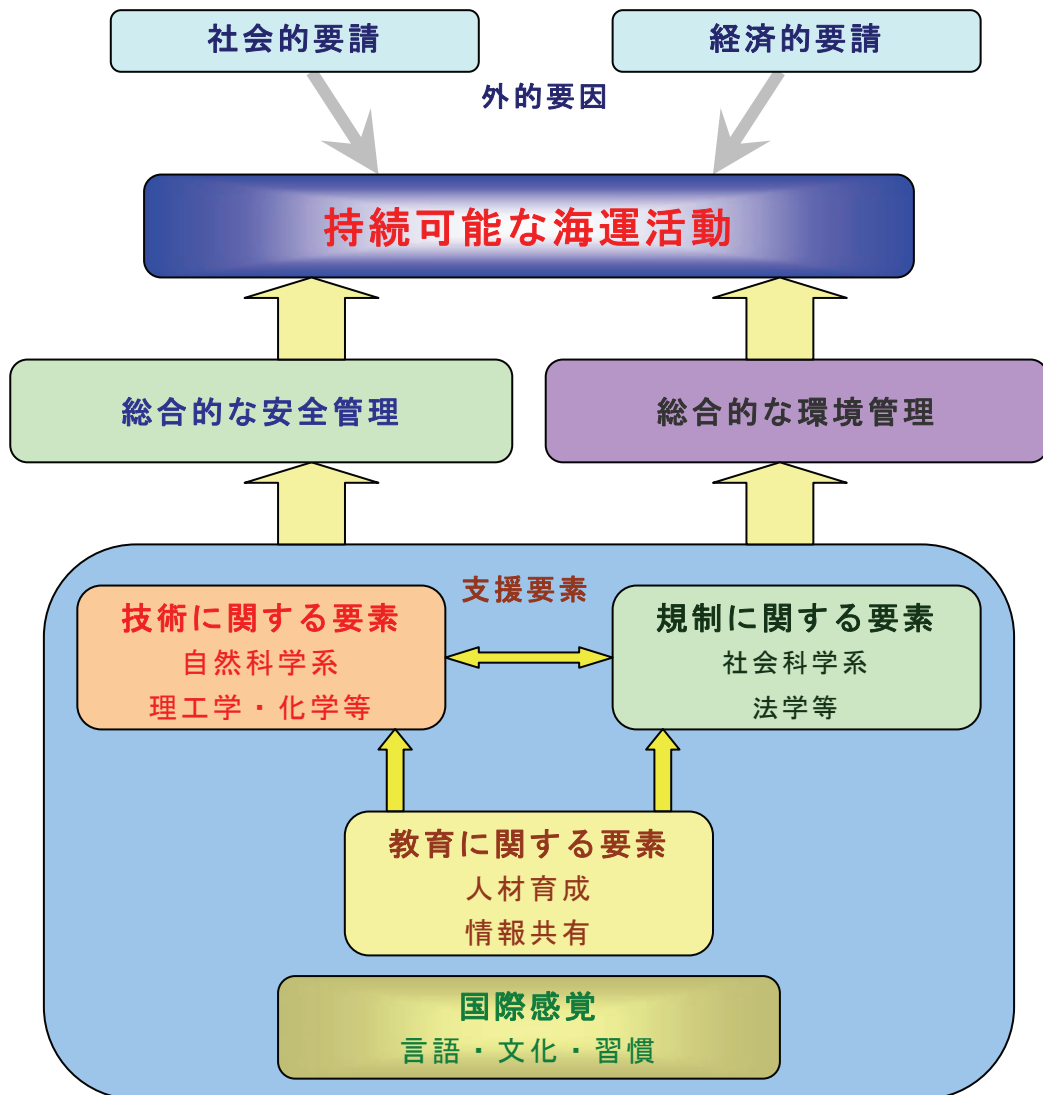 社会的要請
経済的要請
外的要因
持続可能な海運活動
総合的な安全管理
総合的な環境管理
支援要素
技術に関する要素
自然科学系
理工学・化学等
規制に関する要素
社会科学系
法学等
教育に関する要素
人材育成
情報共有
国際感覚
言語・文化・習慣